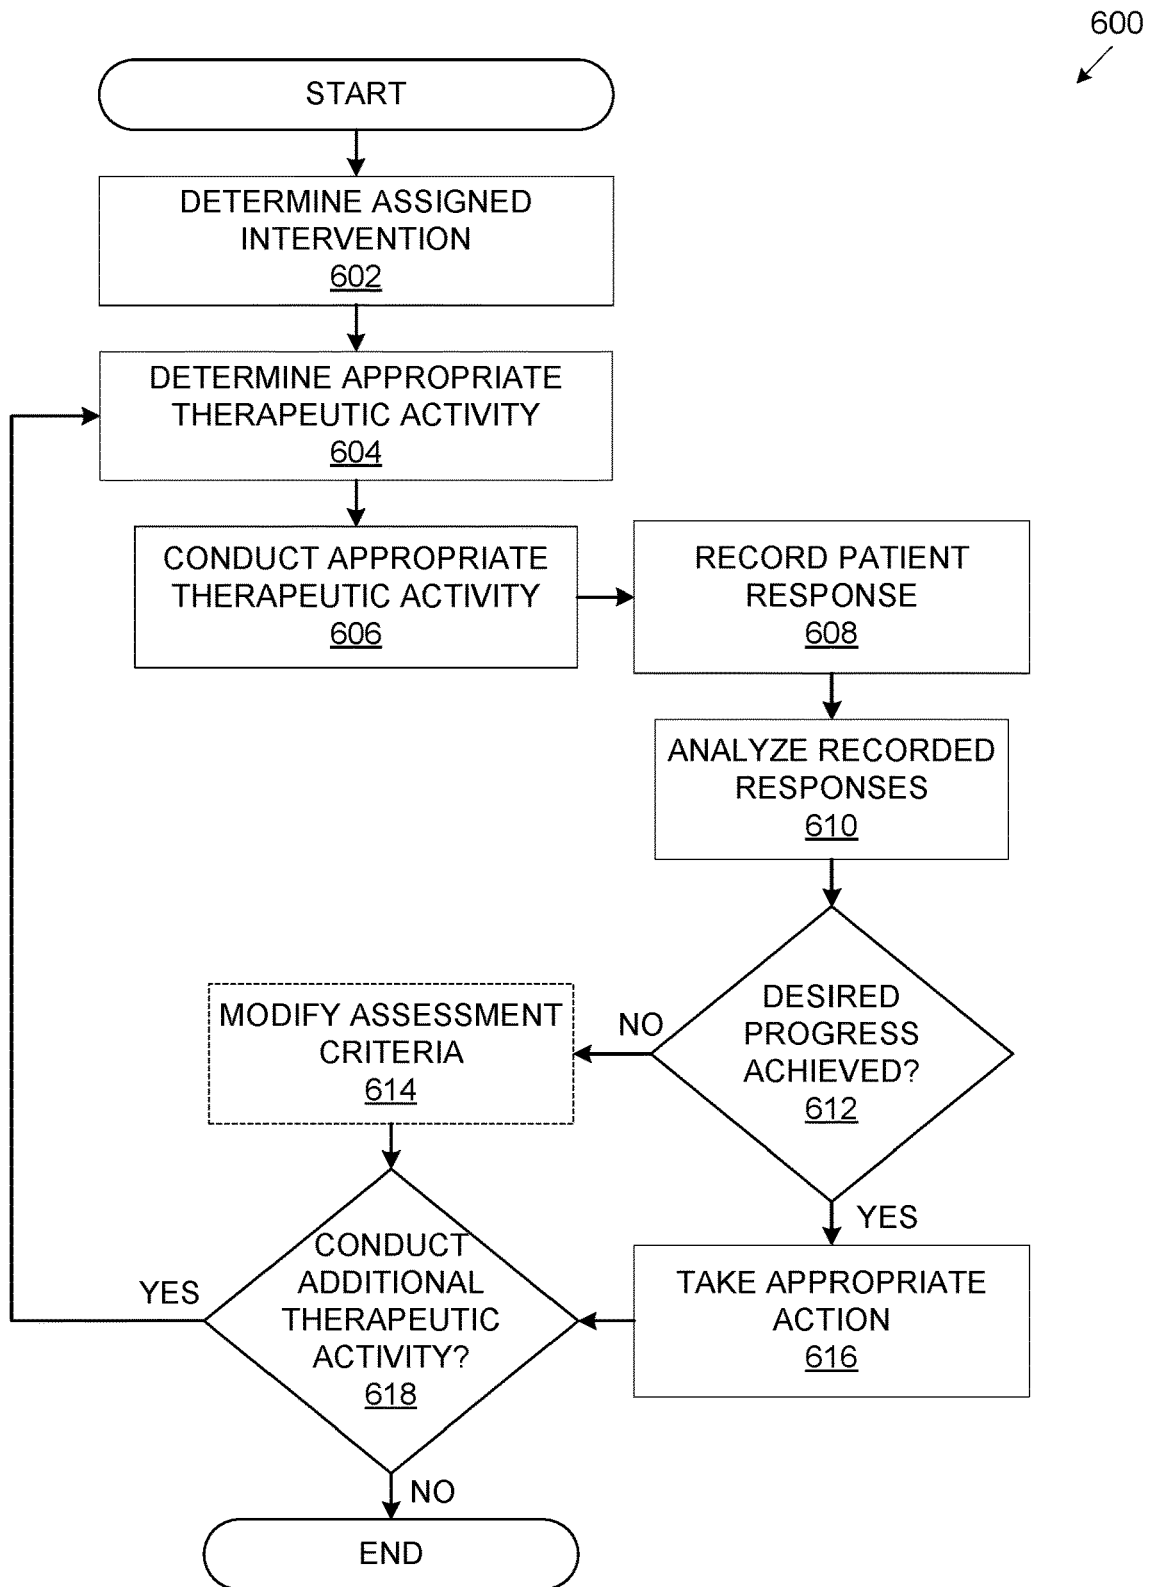 600
START
DETERMINE ASSIGNED
INTERVENTION
602
DETERMINE APPROPRIATE
THERAPEUTIC ACTIVITY
604
CONDUCT APPROPRIATE
THERAPEUTIC ACTIVITY
606
RECORD PATIENT
RESPONSE
608
ANALYZE RECORDED
RESPONSES
610
DESIRED
PROGRESS
ACHIEVED?
612
NO
MODIFY ASSESSMENT
CRITERIA
614
YES
TAKE APPROPRIATE
ACTION
616
CONDUCT
ADDITIONAL
THERAPEUTIC
ACTIVITY?
618
YES
NO
END